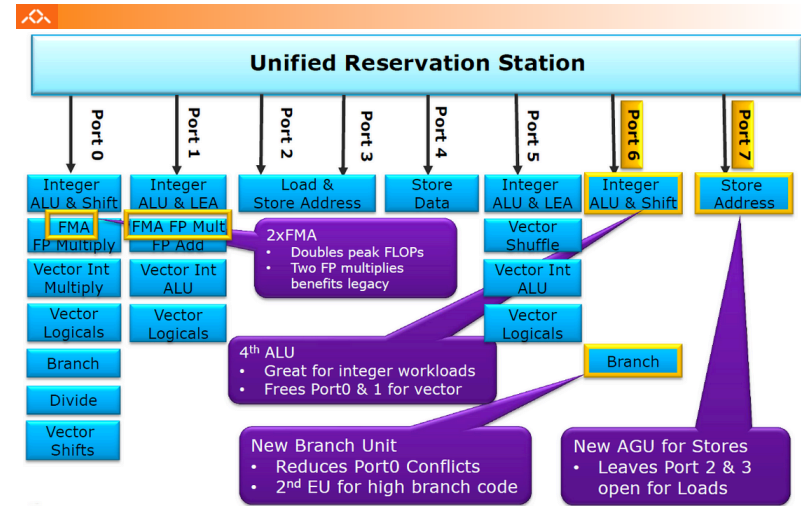 Unified Reservation Station
Port 0
Port 1
Port 2
Port 3
Port 4
Port 5
Port 6
Port 7
Integer
ALU & Shift
Integer
ALU & LEA
Load &
Store Address
Store
Data
Integer
ALU & LEA
Integer
ALU & Shift
Store
Address
FMA
FP Multiply
FMA FP Mult
FP Add
2xFMA
• Doubles peak FLOPs
• Two FP multiplies
benefits legacy
Vector
Shuffle
Vector Int
Multiply
Vector Int
ALU
Vector Int
ALU
Vector
Logicals
Vector
Logicals
Vector
Logicals
4th ALU
• Great for integer workloads
• Frees Port0 & 1 for vector
Branch
Branch
Divide
Vector
Shifts
New Branch Unit
• Reduces Port0 Conflicts
• 2nd EU for high branch code
New AGU for Stores
• Leaves Port 2 & 3
open for Loads